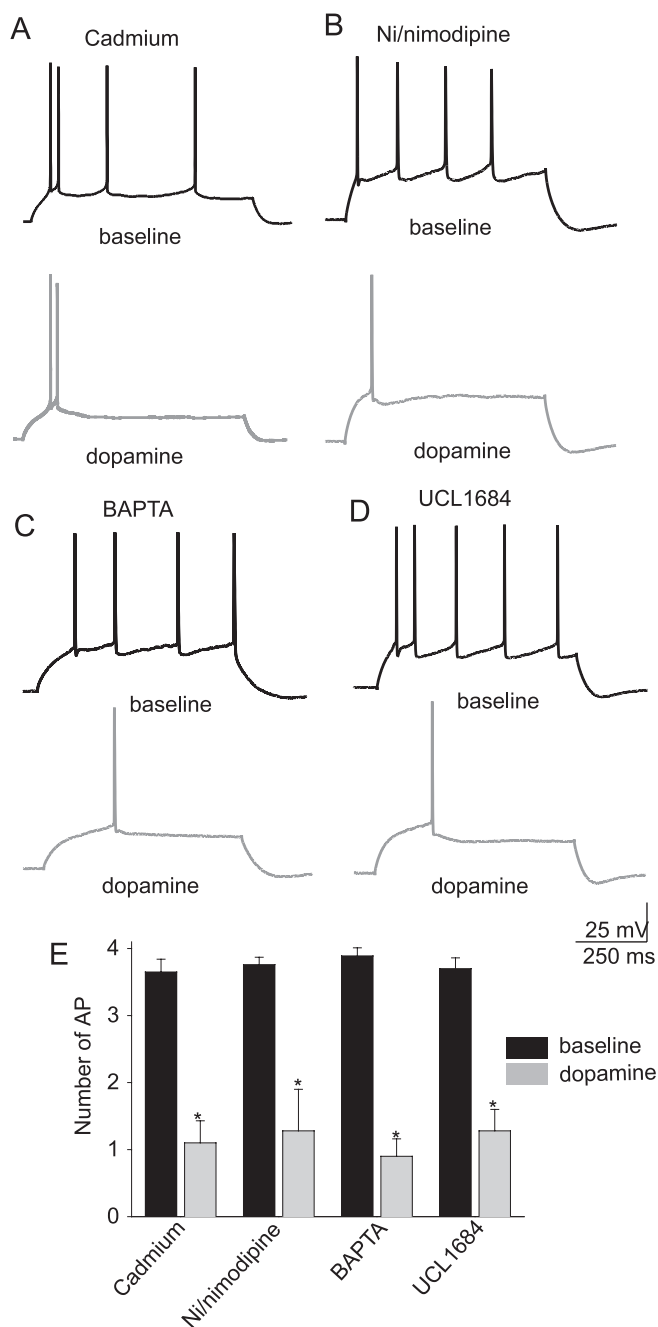 A
Cadmium
baseline
dopamine
B
Ni/nimodipine
baseline
dopamine
C
BAPTA
baseline
dopamine
D
UCL1684
baseline
dopamine
25 mV
250 ms
E
Number of AP
4
3
2
1
0
*
*
*
*
baseline
dopamine
Cadmium
Ni/nimodipine
BAPTA
UCL1684